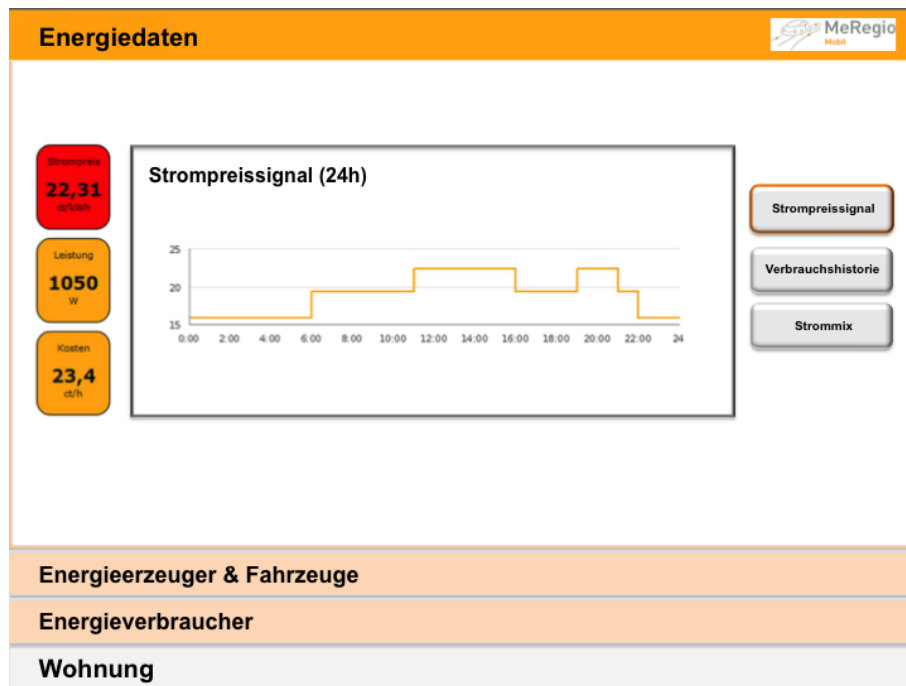 Energiedaten
MeRegio
Mobil
Strompreis
22,31
ct/kWh
Leistung
1050
W
Kosten
23,4
ct/h
Strompreissignal (24h)
25
20
15
0:00 2:00 4:00 6:00 8:00 10:00 12:00 14:00 16:00 18:00 20:00 22:00 24
Strompreissignal
Verbrauchshistorie
Strommix
Energieerzeuger & Fahrzeuge
Energieverbraucher
Wohnung